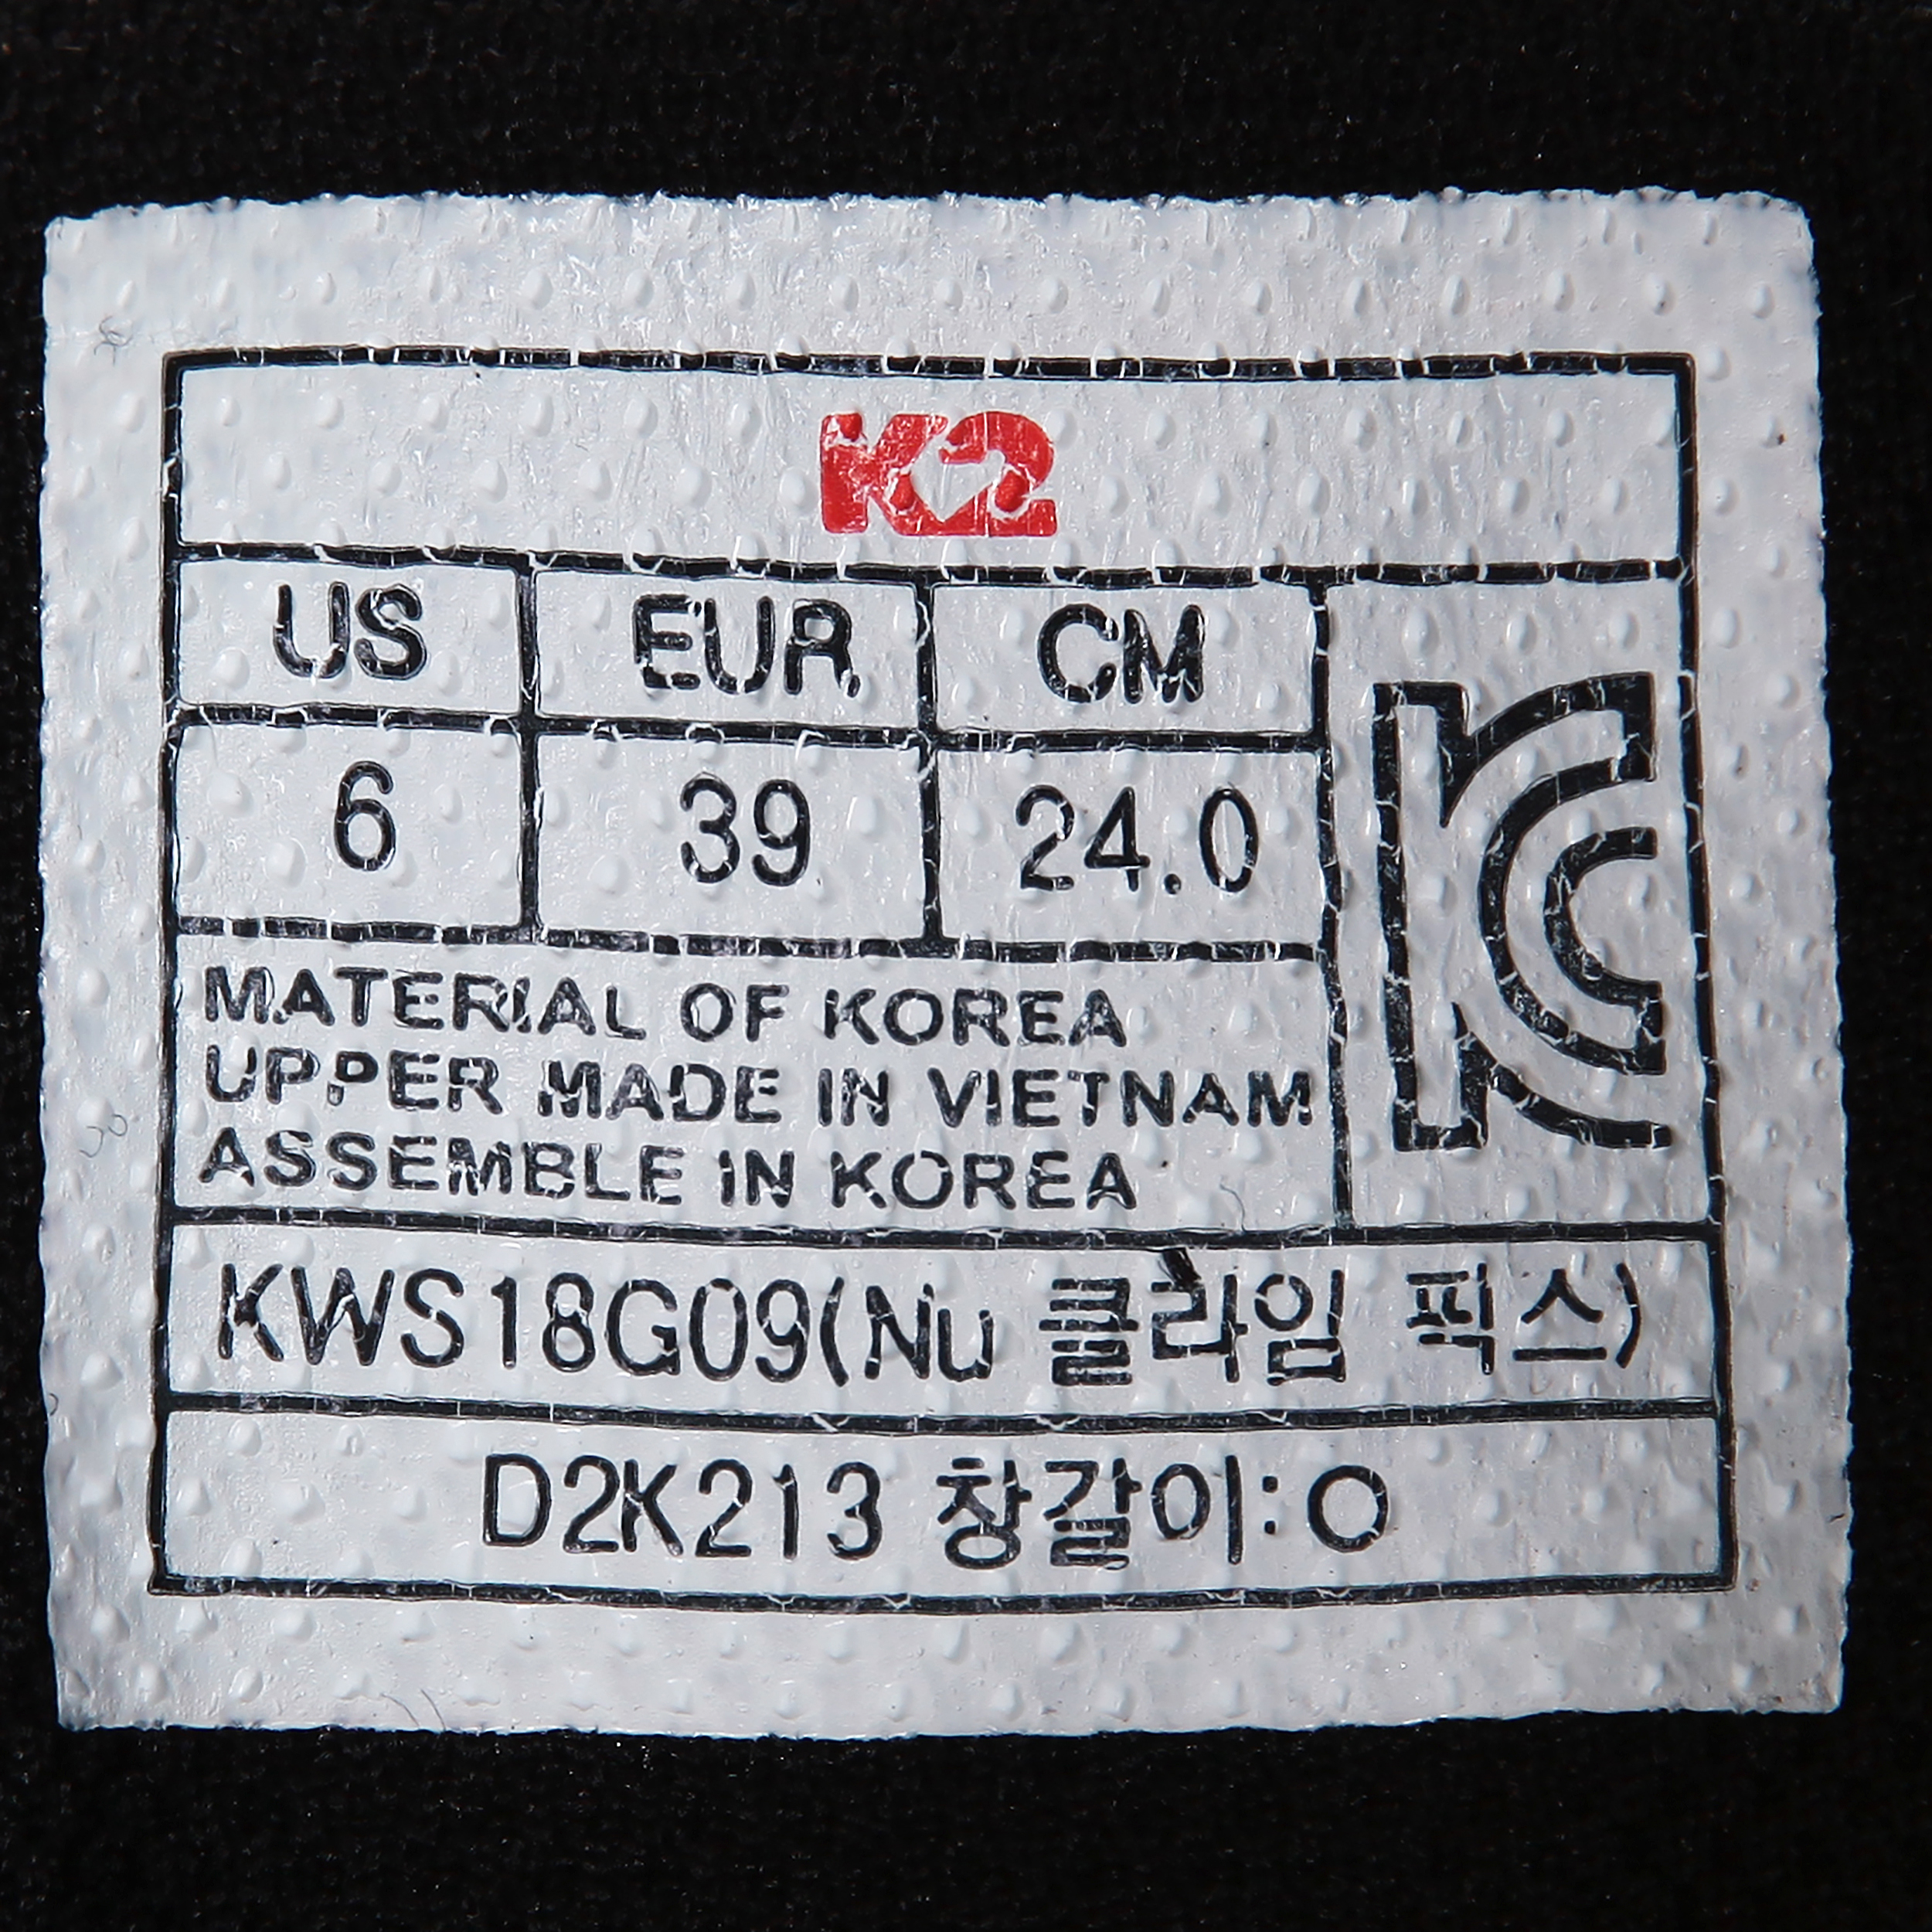 K2
US EUR CM
6 39 24.0
KC
MATERIAL OF KOREA
UPPER MADE IN VIETNAM
ASSEMBLE IN KOREA
KWS18G09(Nu 클라임 픽스)
D2K213 창갈이:O